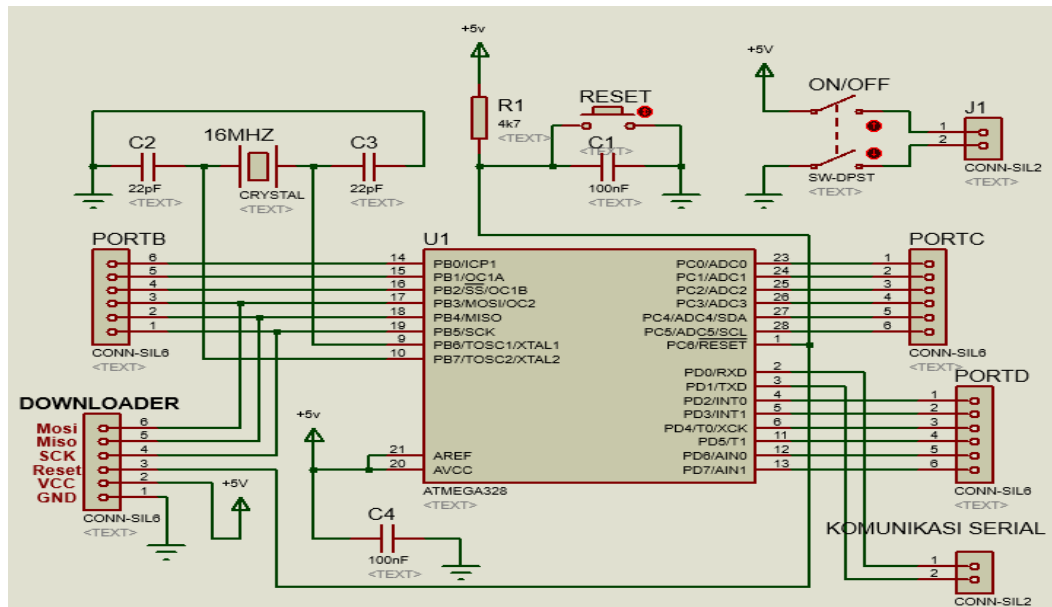 +5v
R1
4k7
<TEXT>
RESET
C1
100nF
<TEXT>
<TEXT>
+5V
ON/OFF
SW-DPST
<TEXT>
J1
1
2
CONN-SIL2
<TEXT>
C2
22pF
<TEXT>
16MHZ
CRYSTAL
<TEXT>
C3
22pF
<TEXT>
PORTB
6
5
4
3
2
1
CONN-SIL6
<TEXT>
U1
14 PB0/ICP1
15 PB1/OC1A
16 PB2/SS/OC1B
17 PB3/MOSI/OC2
18 PB4/MISO
19 PB5/SCK
9 PB6/TOSC1/XTAL1
10 PB7/TOSC2/XTAL2
21 AREF
20 AVCC
PC0/ADC0 23
PC1/ADC1 24
PC2/ADC2 25
PC3/ADC3 26
PC4/ADC4/SDA 27
PC5/ADC5/SCL 28
PC6/RESET 1
PD0/RXD 2
PD1/TXD 3
PD2/INT0 4
PD3/INT1 5
PD4/T0/XCK 6
PD5/T1 11
PD6/AIN0 12
PD7/AIN1 13
ATMEGA328
<TEXT>
PORTC
1
2
3
4
5
6
CONN-SIL6
<TEXT>
PORTD
1
2
3
4
5
6
CONN-SIL6
<TEXT>
DOWNLOADER
Mosi 6
Miso 5
SCK 4
Reset 3
VCC 2
GND 1
CONN-SIL6
<TEXT>
+5V
+5v
C4
100nF
<TEXT>
KOMUNIKASI SERIAL
1
2
CONN-SIL2